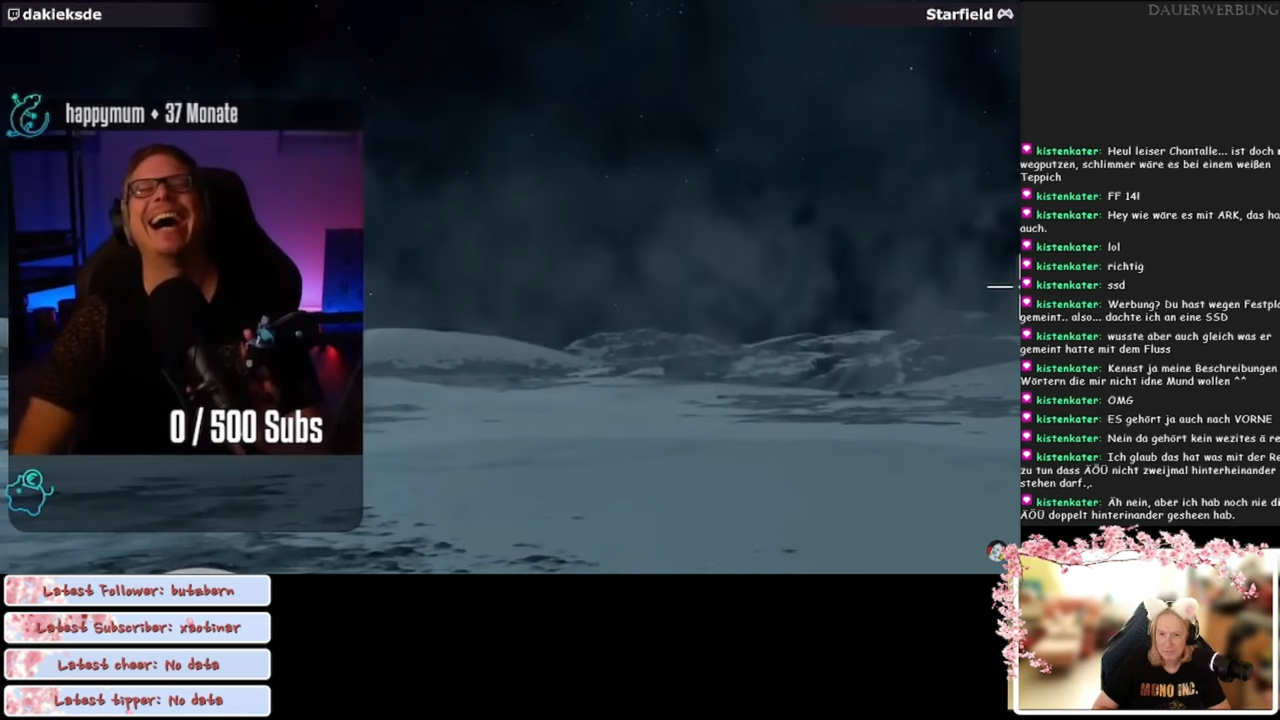 dakieksde
Starfield
DAUERWERBUNG
happymum ♦ 37 Monate
0 / 500 Subs
kistenkater: Heul leiser Chantalle... ist doch
wegputzen, schlimmer wäre es bei einem weißen
Teppich
kistenkater: FF 14!
kistenkater: Hey wie wäre es mit ARK, das
auch.
kistenkater: lol
kistenkater: richtig
kistenkater: ssd
kistenkater: Werbung? Du hast wegen
gemeint.. also... dachte ich an eine SSD
kistenkater: wusste aber auch gleich was er
gemeint hatte mit dem Fluss
kistenkater: Kennst ja meine Beschreibungen
Wörtern die mir nicht idne Mund wollen ^^
kistenkater: OMG
kistenkater: ES gehört ja auch nach VORNE
kistenkater: Nein da gehört kein wezites ä
kistenkater: Ich glaub das hat was mit der
zu tun dass ÄÖÜ nicht zweijmal hinterheinander
stehen darf.,.
kistenkater: Äh nein, aber ich hab noch nie
ÄÖÜ doppelt hinterinander gesheen hab.
Latest Follower: butabern
Latest Subscriber: xaotinar
Latest cheer: No data
Latest tipper: No data
MONO INC.